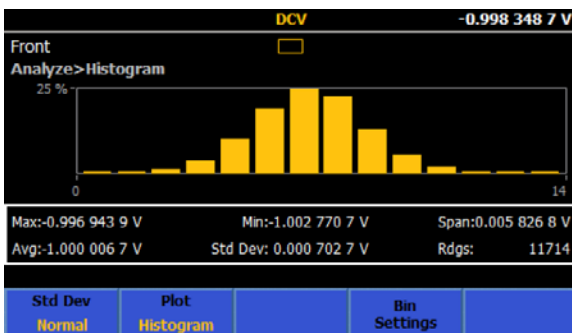 DCV -0.998 348 7 V
Front
Analyze>Histogram
25 %
0 14
Max:-0.996 943 9 V Min:-1.002 770 7 V Span:0.005 826 8 V
Avg:-1.000 006 7 V Std Dev: 0.000 702 7 V Rdgs: 11714
Std Dev Plot Bin
Normal Histogram Settings